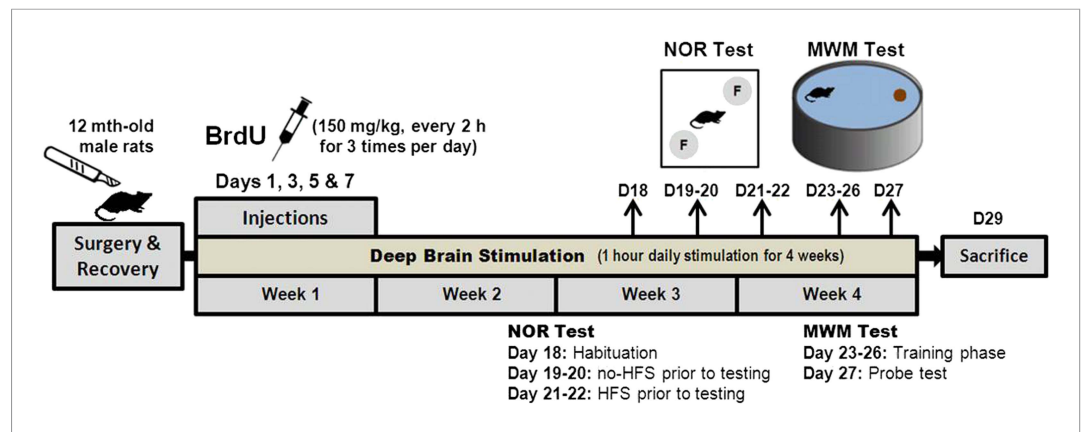 NOR Test
MWM Test
F
F
12 mth-old
male rats
BrdU
(150 mg/kg, every 2 h
for 3 times per day)
Days 1, 3, 5 & 7
D18
D19-20
D21-22
D23-26
D27
D29
Injections
Surgery &
Recovery
Deep Brain Stimulation (1 hour daily stimulation for 4 weeks)
Sacrifice
Week 1
Week 2
Week 3
Week 4
NOR Test
Day 18: Habituation
Day 19-20: no-HFS prior to testing
Day 21-22: HFS prior to testing
MWM Test
Day 23-26: Training phase
Day 27: Probe test